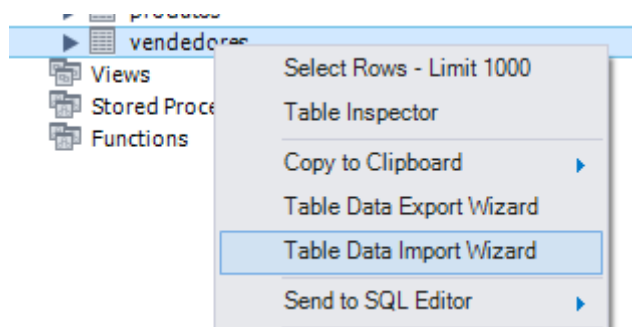 produtos
vendedores
Views
Stored Proce
Functions
Select Rows - Limit 1000
Table Inspector
Copy to Clipboard
Table Data Export Wizard
Table Data Import Wizard
Send to SQL Editor